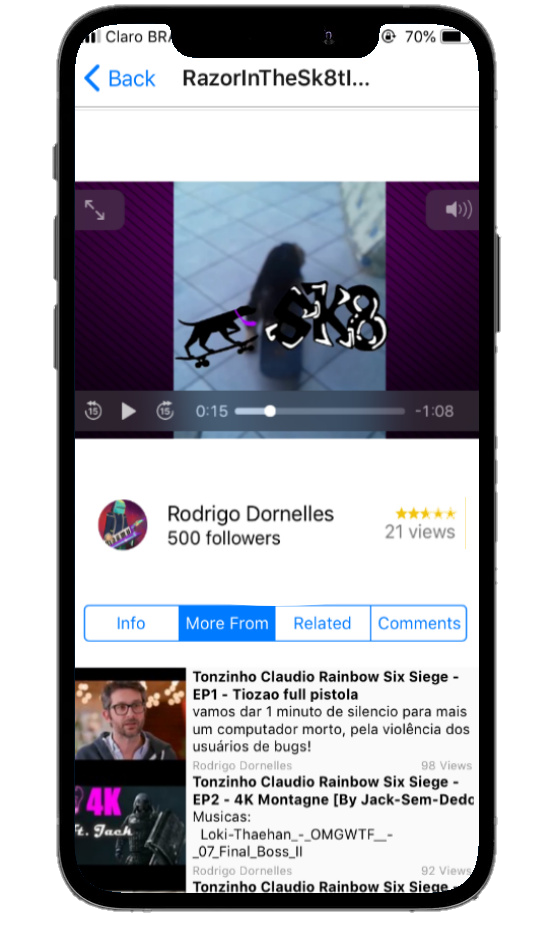 Claro BRA
70%
Back
RazorInTheSk8tI...
SK8
15
15
0:15
-1:08
Rodrigo Dornelles
500 followers
21 views
Info
More From
Related
Comments
Tonzinho Claudio Rainbow Six Siege -
EP1 - Tiozao full pistola
vamos dar 1 minuto de silencio para mais
um computador morto, pela violência dos
usuários de bugs!
Rodrigo Dornelles
98 Views
4K
t. Jack
Tonzinho Claudio Rainbow Six Siege -
EP2 - 4K Montagne [By Jack-Sem-Dedo
Musicas:
Loki-Thaehan_-_OMGWTF__-
_07_Final_Boss_II
Rodrigo Dornelles
92 Views
Tonzinho Claudio Rainbow Six Siege -